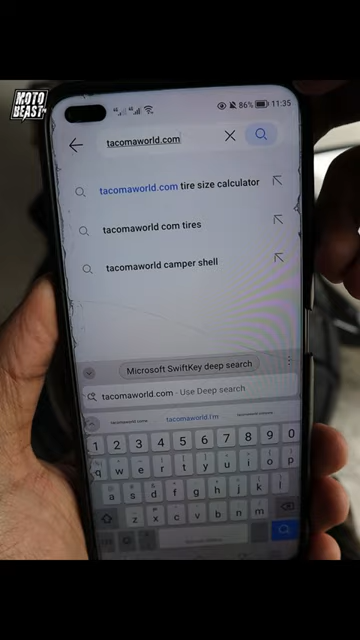 MOTO
BEAST
86% 11:35
tacomaworld.com
tacomaworld.com tire size calculator
tacomaworld com tires
tacomaworld camper shell
Microsoft SwiftKey deep search
tacomaworld.com - Use Deep search
tacomaworld.I'm
1 2 3 4 5 6 7 8 9 0
q w e r t y u i o p
a s d f g h j k l
z x c v b n m